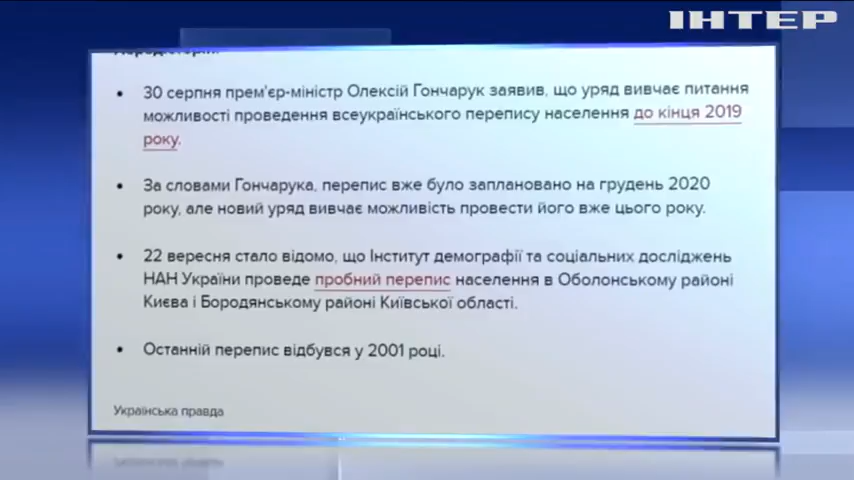 ІНТЕР
30 серпня прем'єр-міністр Олексій Гончарук заявив, що уряд вивчає питання
можливості проведення всеукраїнського перепису населення до кінця 2019
року.
За словами Гончарука, перепис вже було заплановано на грудень 2020
року, але новий уряд вивчає можливість провести його вже цього року.
22 вересня стало відомо, що Інститут демографії та соціальних досліджень
НАН України проведе пробний перепис населення в Оболонському районі
Києва і Бородянському районі Київської області.
Останній перепис відбувся у 2001 році.
Українська правда